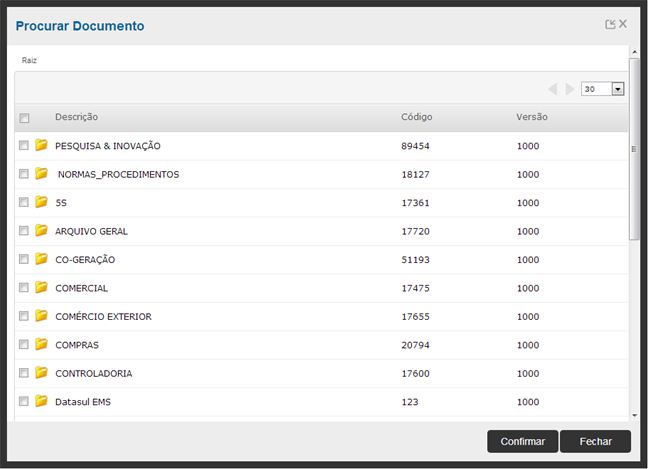 Procurar Documento
Raiz
30
Descrição Código Versão
PESQUISA & INOVAÇÃO 89454 1000
NORMAS_PROCEDIMENTOS 18127 1000
5S 17361 1000
ARQUIVO GERAL 17720 1000
CO-GERAÇÃO 51193 1000
COMERCIAL 17475 1000
COMÉRCIO EXTERIOR 17655 1000
COMPRAS 20794 1000
CONTROLADORIA 17600 1000
Datasul EMS 123 1000
Confirmar Fechar